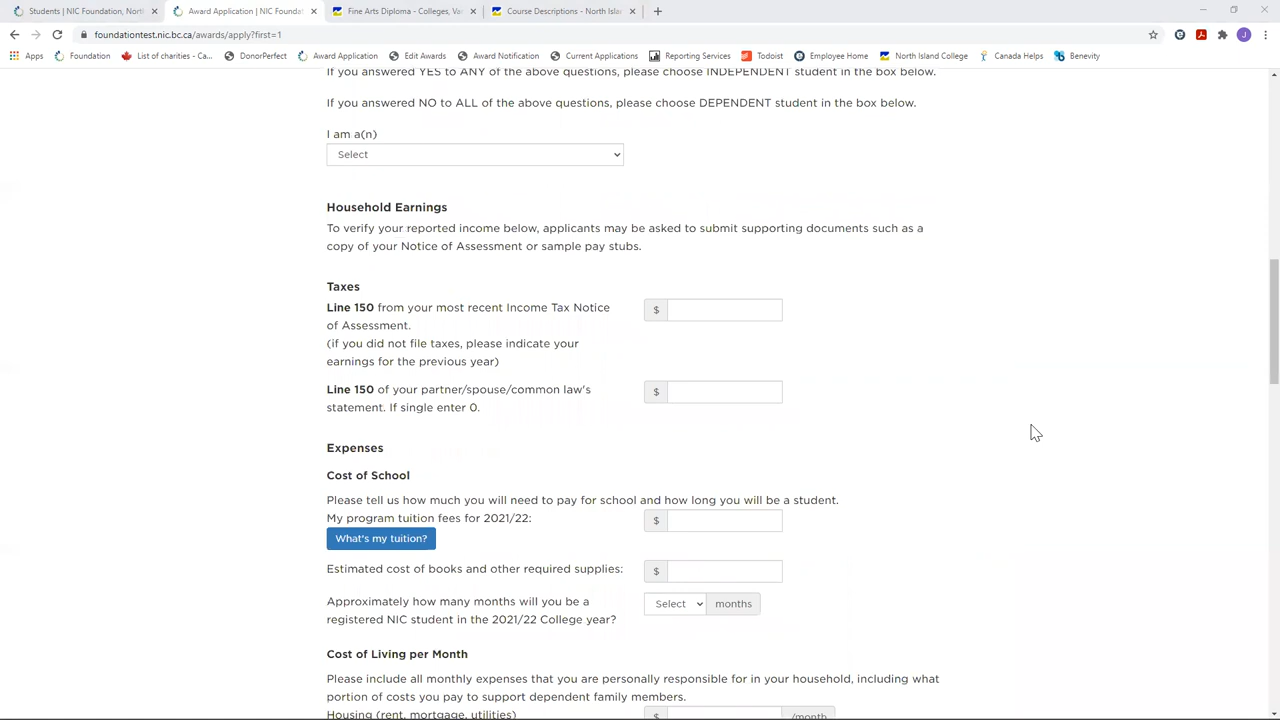 Students | NIC Foundation, North
Award Application | NIC Foundat
Fine Arts Diploma - Colleges, Va
Course Descriptions - North Isla
foundationtest.nic.bc.ca/awards/apply?first=1
Apps
Foundation
List of charities - Ca...
DonorPerfect
Award Application
Edit Awards
Award Notification
Current Applications
Reporting Services
Todoist
Employee Home
North Island College
Canada Helps
Benevity
If you answered YES to ANY of the above questions, please choose INDEPENDENT student in the box below.
If you answered NO to ALL of the above questions, please choose DEPENDENT student in the box below.
I am a(n)
Select
Household Earnings
To verify your reported income below, applicants may be asked to submit supporting documents such as a
copy of your Notice of Assessment or sample pay stubs.
Taxes
Line 150 from your most recent Income Tax Notice
of Assessment.
(if you did not file taxes, please indicate your
earnings for the previous year)
$
Line 150 of your partner/spouse/common law's
statement. If single enter 0.
$
Expenses
Cost of School
Please tell us how much you will need to pay for school and how long you will be a student.
My program tuition fees for 2021/22:
$
What's my tuition?
Estimated cost of books and other required supplies:
$
Approximately how many months will you be a
registered NIC student in the 2021/22 College year?
Select
months
Cost of Living per Month
Please include all monthly expenses that you are personally responsible for in your household, including what
portion of costs you pay to support dependent family members.
Housing (rent, mortgage, utilities)
$
/month